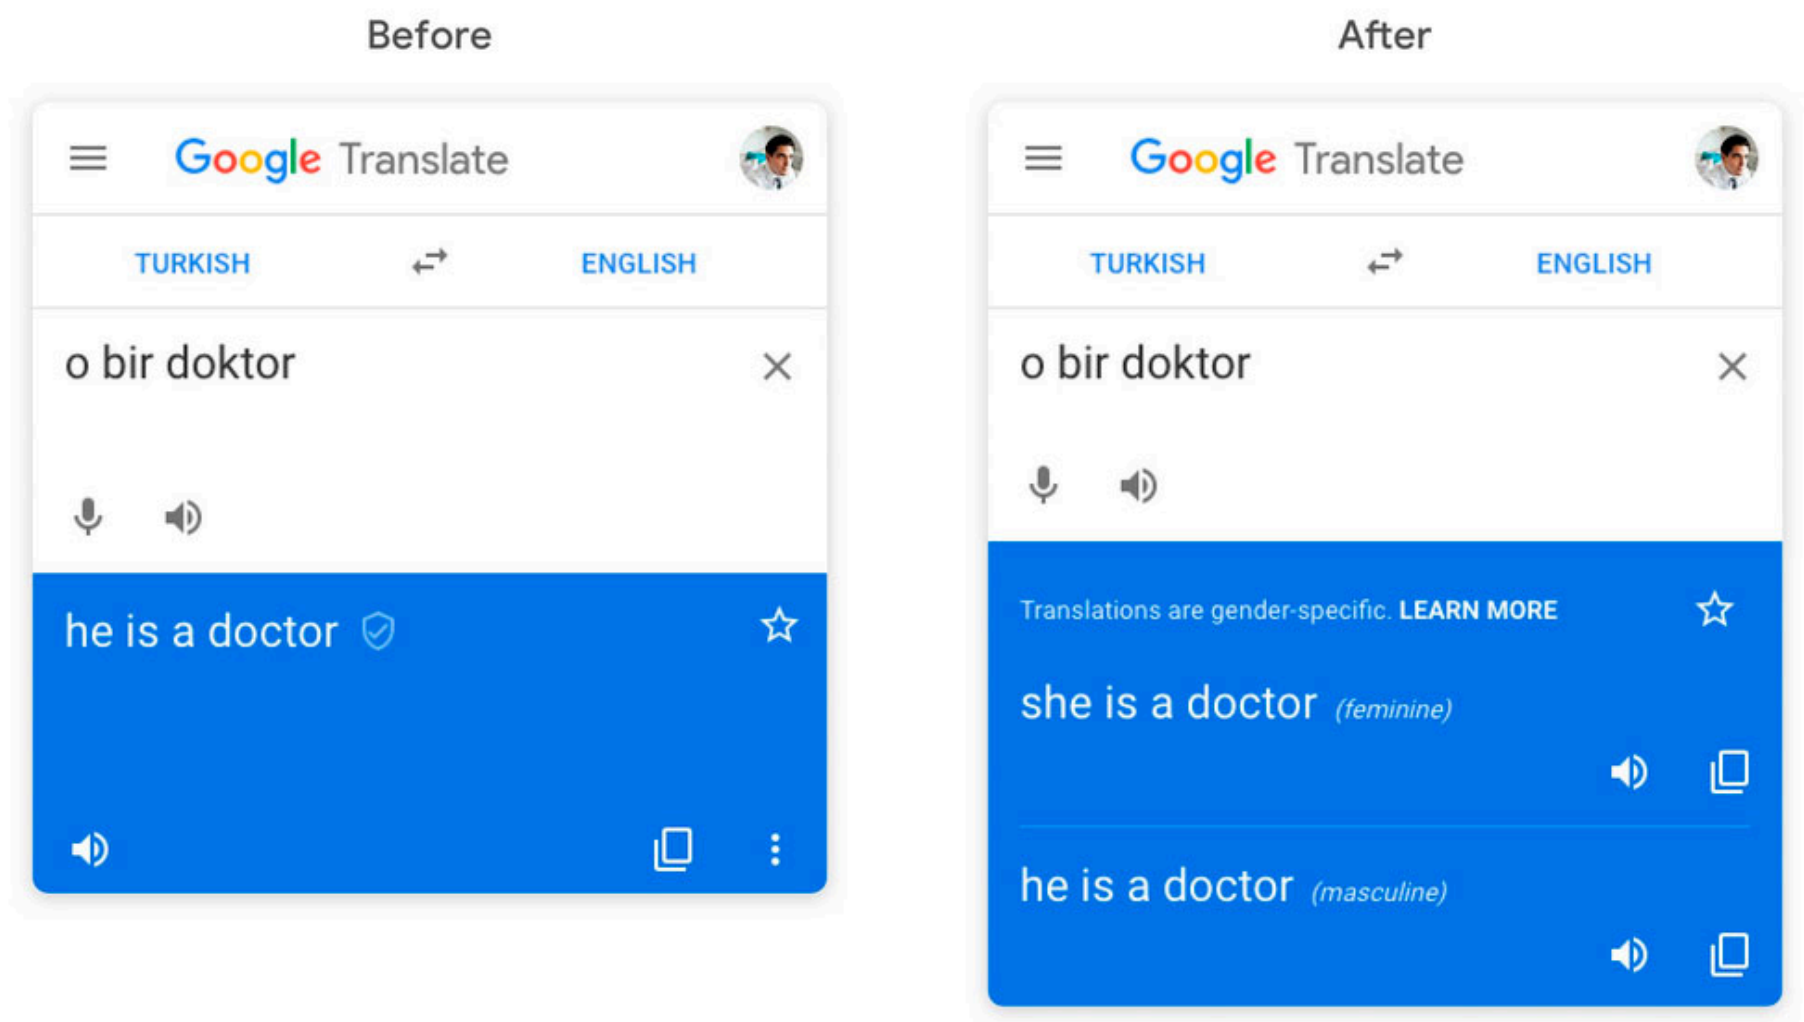 Before
Google Translate
TURKISH ENGLISH
o bir doktor
he is a doctor
After
Google Translate
TURKISH ENGLISH
o bir doktor
Translations are gender-specific. LEARN MORE
she is a doctor (feminine)
he is a doctor (masculine)